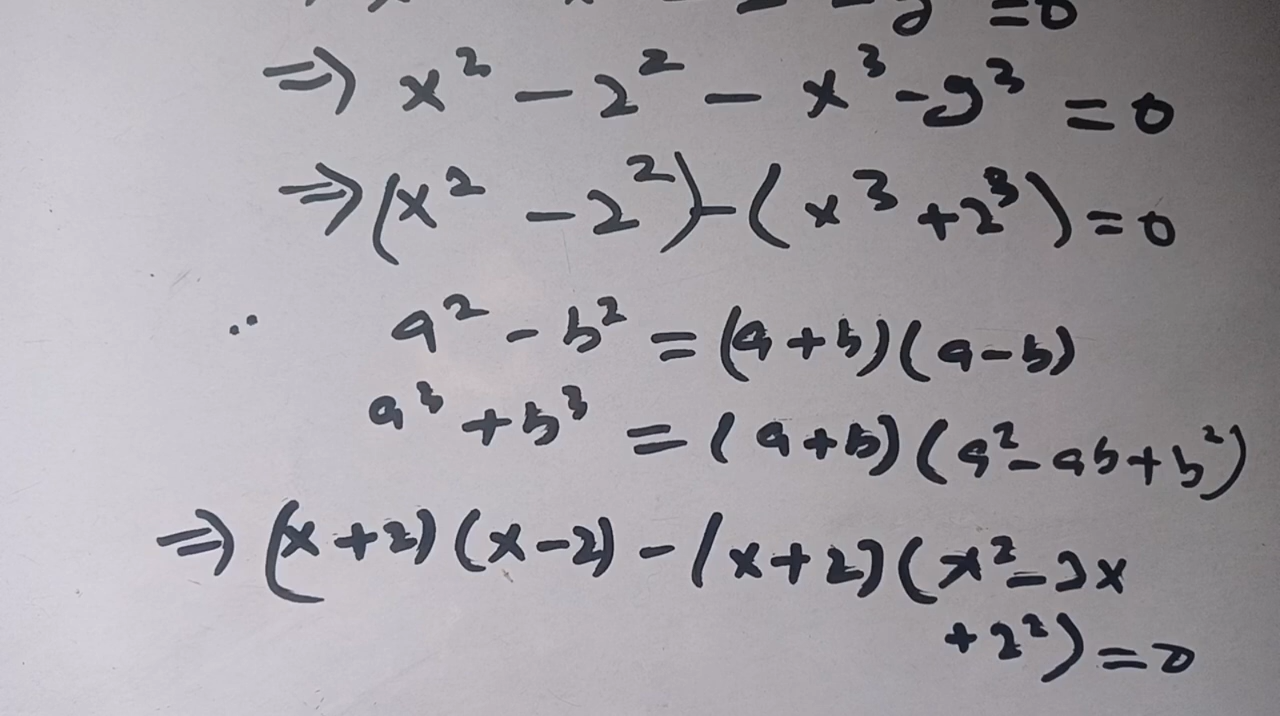 =0
⇒ x² - 2² - x³ - 2³ = 0
⇒ (x² - 2²) - (x³ + 2³) = 0
∵ a² - b² = (a+b)(a-b)
a³ + b³ = (a+b)(a² - ab + b²)
⇒ (x+2)(x-2) - (x+2)(x² - 2x
+ 2²) = 0